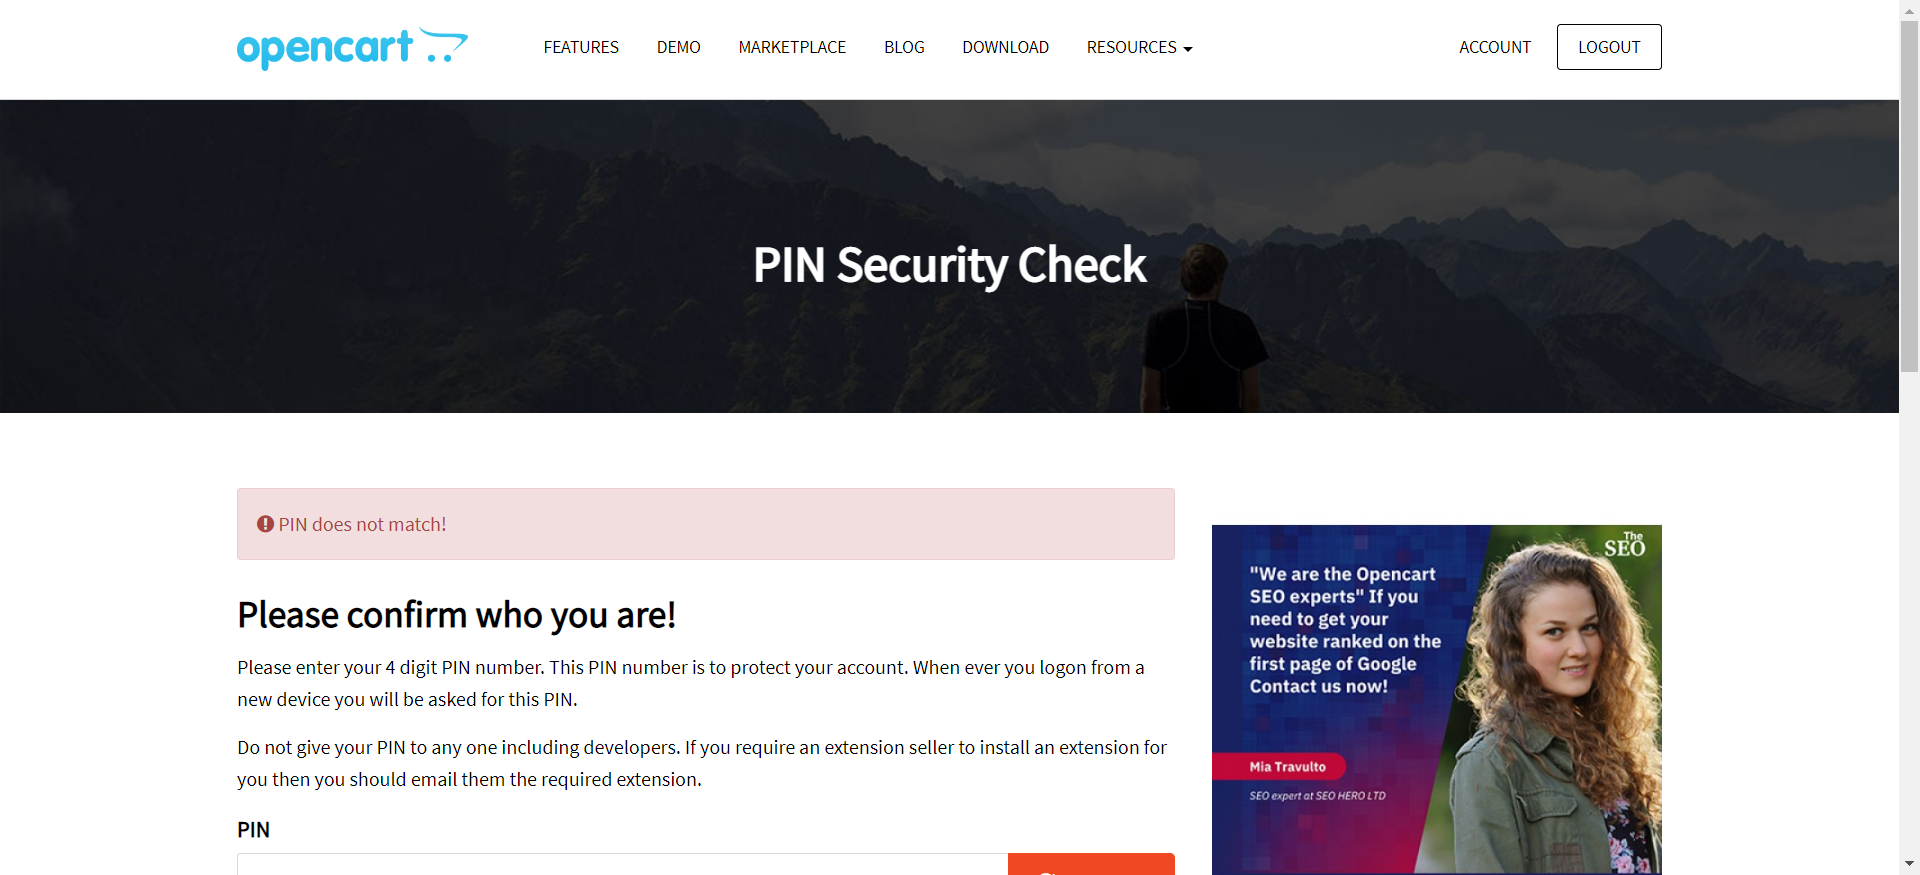 opencart
FEATURES DEMO MARKETPLACE BLOG DOWNLOAD RESOURCES ACCOUNT LOGOUT
PIN Security Check
PIN does not match!
Please confirm who you are!
Please enter your 4 digit PIN number. This PIN number is to protect your account. When ever you logon from a
new device you will be asked for this PIN.
Do not give your PIN to any one including developers. If you require an extension seller to install an extension for
you then you should email them the required extension.
PIN
The
SEO
"We are the Opencart
SEO experts" If you
need to get your
website ranked on the
first page of Google
Contact us now!
Mia Travulto
SEO expert at SEO HERO LTD